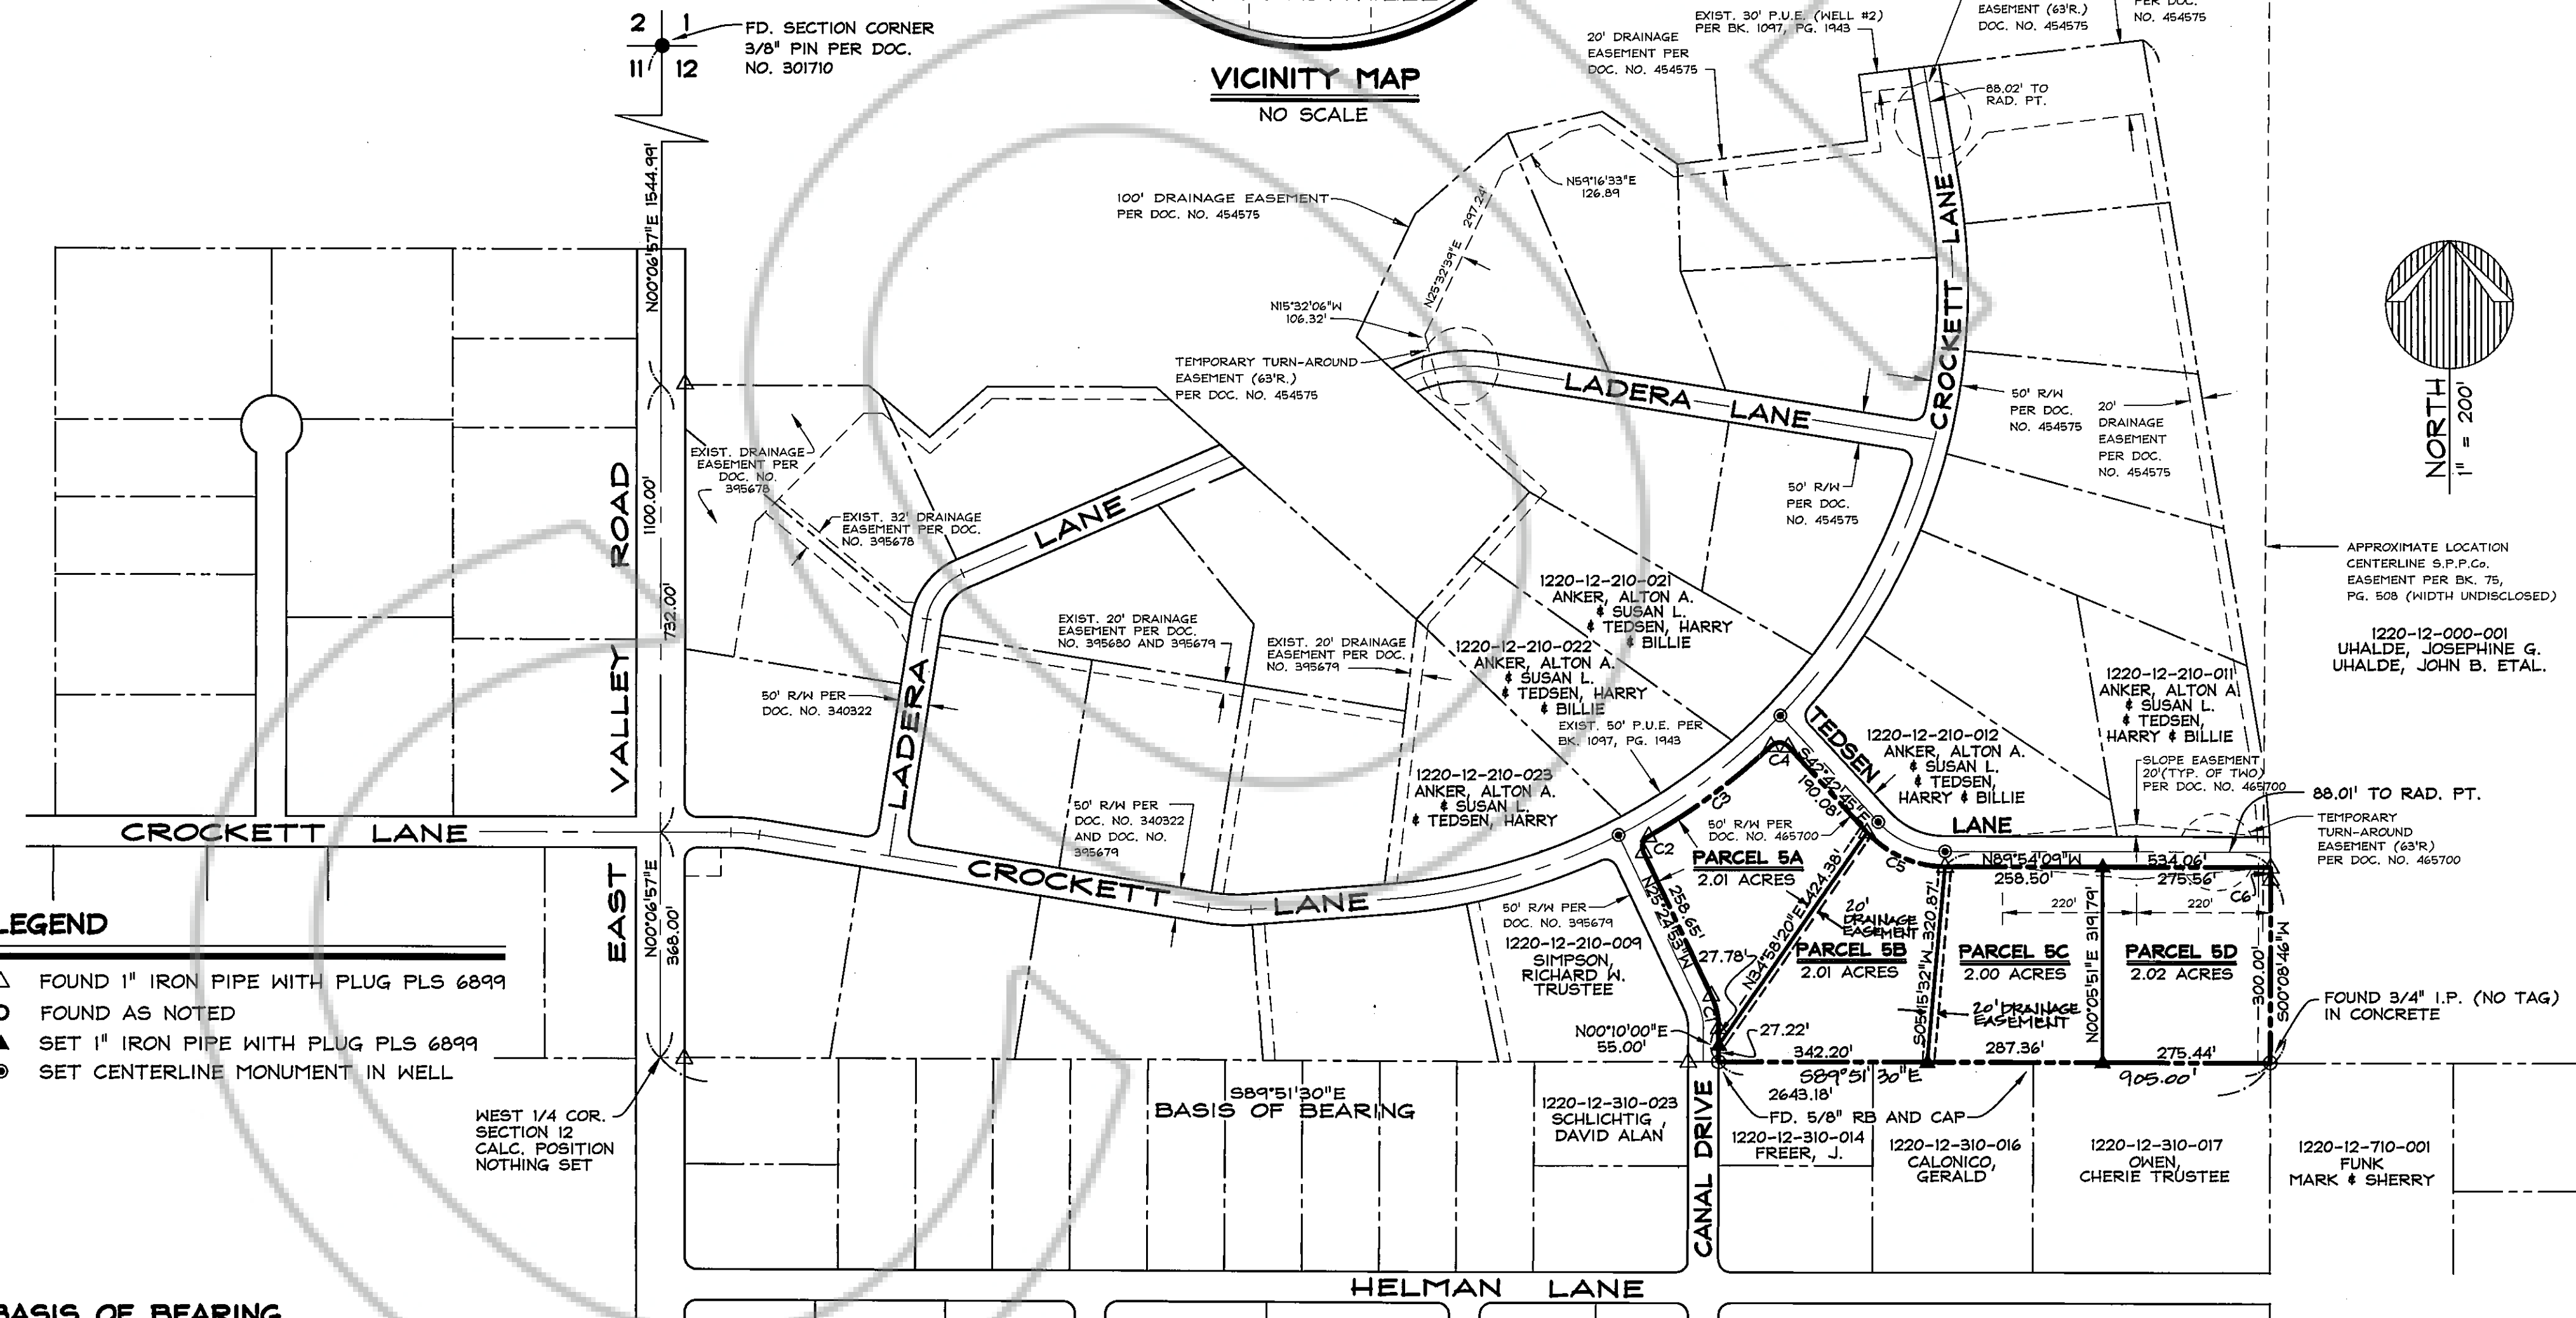 2 1
11 12
FD. SECTION CORNER
3/8" PIN PER DOC.
NO. 301710
VICINITY MAP
NO SCALE
EXIST. 30' P.U.E. (WELL #2)
PER BK. 1097, PG. 1943
EASEMENT (63'R.)
DOC. NO. 454575
PER DOC.
NO. 454575
20' DRAINAGE
EASEMENT PER
DOC. NO. 454575
88.02' TO
RAD. PT.
N59°16'33"E
126.89
100' DRAINAGE EASEMENT
PER DOC. NO. 454575
N25°32'39"E 297.24'
N15°32'06"W
106.32'
TEMPORARY TURN-AROUND
EASEMENT (63'R.)
PER DOC. NO. 454575
LADERA LANE
CROCKETT LANE
CROCKETT LANE
50' R/W
PER DOC.
NO. 454575
20'
DRAINAGE
EASEMENT
PER DOC.
NO. 454575
50' R/W
PER DOC.
NO. 454575
NORTH
1" = 200'
APPROXIMATE LOCATION
CENTERLINE S.P.P.Co.
EASEMENT PER BK. 75,
PG. 508 (WIDTH UNDISCLOSED)
1220-12-000-001
UHALDE, JOSEPHINE G.
UHALDE, JOHN B. ETAL.
N00°06'57"E 1544.99'
1100.00'
732.00'
EAST VALLEY ROAD
N00°06'57"E
368.00'
EXIST. DRAINAGE
EASEMENT PER
DOC. NO.
395678
EXIST. 32' DRAINAGE
EASEMENT PER DOC.
NO. 395678
LANE
LADERA
50' R/W PER
DOC. NO. 340322
EXIST. 20' DRAINAGE
EASEMENT PER DOC.
NO. 395680 AND 395679
EXIST. 20' DRAINAGE
EASEMENT PER DOC.
NO. 395679
1220-12-210-021
ANKER, ALTON A.
& SUSAN L.
& TEDSEN, HARRY
& BILLIE
1220-12-210-022
ANKER, ALTON A.
& SUSAN L.
& TEDSEN, HARRY
& BILLIE
EXIST. 50' P.U.E. PER
BK. 1097, PG. 1943
1220-12-210-023
ANKER, ALTON A.
& SUSAN L.
& TEDSEN, HARRY
50' R/W PER
DOC. NO. 340322
AND DOC. NO.
395679
1220-12-210-011
ANKER, ALTON A
& SUSAN L.
& TEDSEN,
HARRY & BILLIE
1220-12-210-012
ANKER, ALTON A.
& SUSAN L.
& TEDSEN,
HARRY & BILLIE
SLOPE EASEMENT
20'(TYP. OF TWO)
PER DOC. NO. 465700
88.01' TO RAD. PT.
TEMPORARY
TURN-AROUND
EASEMENT (63'R)
PER DOC. NO. 465700
TEDSEN LANE
CROCKETT LANE
CROCKETT LANE
C4
S42°42'45"E
190.08'
C3
C2
50' R/W PER
DOC. NO. 465700
PARCEL 5A
2.01 ACRES
C5
N89°54'09"W 534.06'
258.50' 275.56'
C6
220' 220'
N25°24'53"W
258.65'
27.78'
N34°58'20"E 424.38'
20'
DRAINAGE
EASEMENT
PARCEL 5B
2.01 ACRES
S05°15'32"W 320.87'
PARCEL 5C
2.00 ACRES
N00°05'51"E 319.79'
PARCEL 5D
2.02 ACRES
300.00'
S00°08'46"W
20' DRAINAGE
EASEMENT
FOUND 3/4" I.P. (NO TAG)
IN CONCRETE
50' R/W PER
DOC. NO. 395679
1220-12-210-009
SIMPSON,
RICHARD W.
TRUSTEE
C1
N00°10'00"E
55.00'
27.22'
342.20' 287.36' 275.44'
S89°51'30"E 905.00'
2643.18'
FD. 5/8" RB AND CAP
LEGEND
FOUND 1" IRON PIPE WITH PLUG PLS 6899
FOUND AS NOTED
SET 1" IRON PIPE WITH PLUG PLS 6899
SET CENTERLINE MONUMENT IN WELL
WEST 1/4 COR.
SECTION 12
CALC. POSITION
NOTHING SET
S89°51'30"E
BASIS OF BEARING
1220-12-310-023
SCHLICHTIG,
DAVID ALAN
CANAL DRIVE
1220-12-310-014
FREER, J.
1220-12-310-016
CALONICO,
GERALD
1220-12-310-017
OWEN,
CHERIE TRUSTEE
1220-12-710-001
FUNK
MARK & SHERRY
HELMAN LANE
BASIS OF BEARING